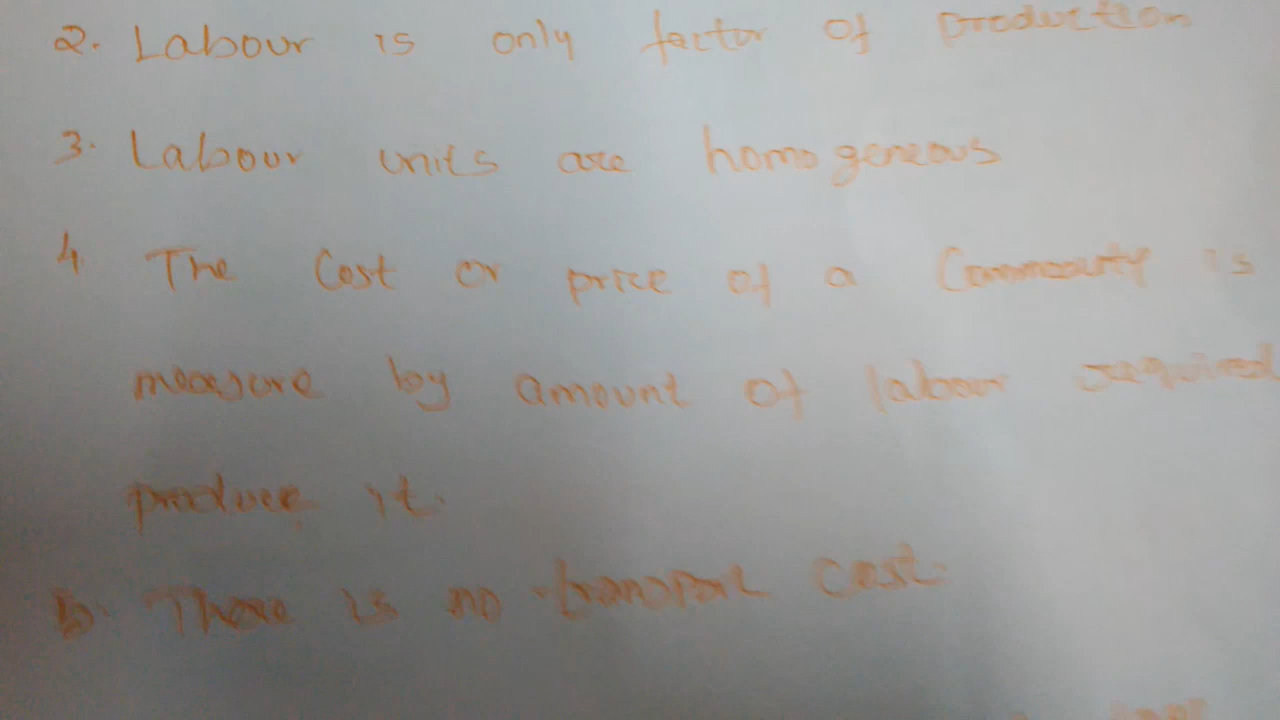 2. Labour is only factor of production
3. Labour units are homogeneous
4. The Cost or price of a Commodity is
measure by amount of labour required
produce it.
5. There is no transport cost.